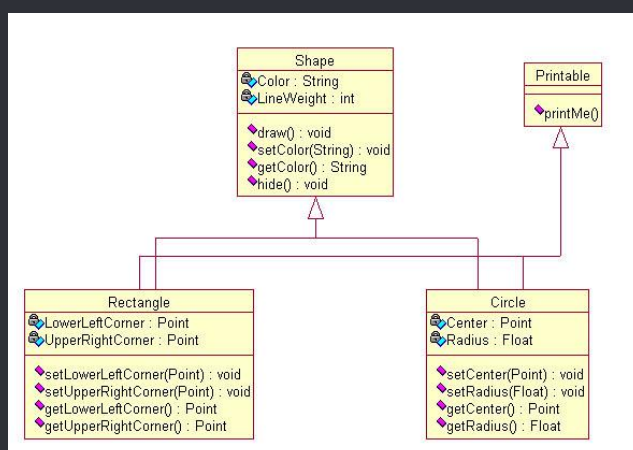 Shape
Color : String
LineWeight : int
draw() : void
setColor(String) : void
getColor() : String
hide() : void
Printable
printMe()
Rectangle
LowerLeftCorner : Point
UpperRightCorner : Point
setLowerLeftCorner(Point) : void
setUpperRightCorner(Point) : void
getLowerLeftCorner() : Point
getUpperRightCorner() : Point
Circle
Center : Point
Radius : Float
setCenter(Point) : void
setRadius(Float) : void
getCenter() : Point
getRadius() : Float